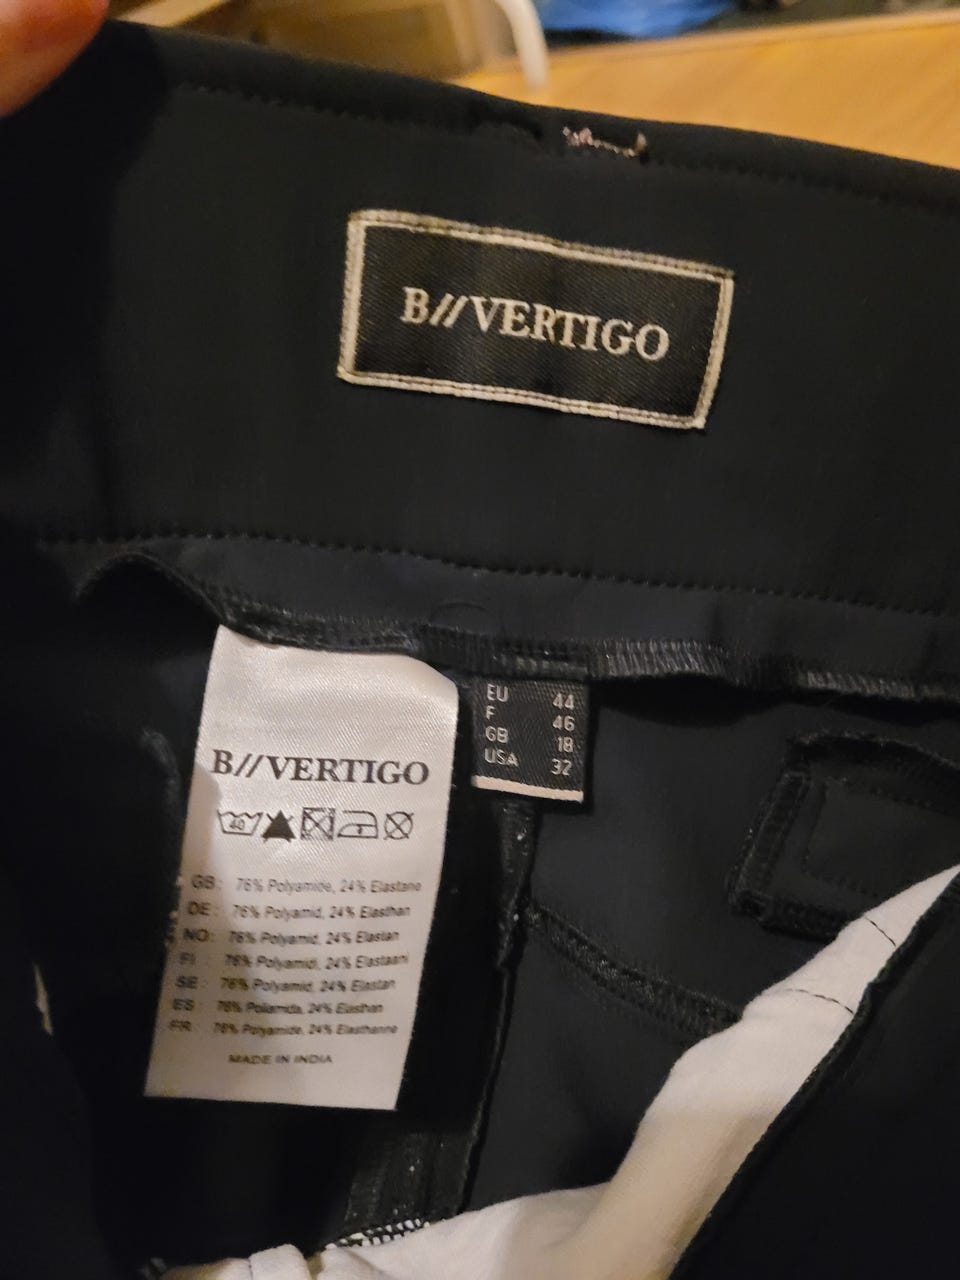 B//VERTIGO
EU 44
F 46
GB 18
USA 32
B//VERTIGO
40
GB: 76% Polyamide, 24% Elastane
DE: 76% Polyamid, 24% Elasthan
NO: 76% Polyamid, 24% Elastan
FI: 76% Polyamidi, 24% Elastaani
SE: 76% Polyamid, 24% Elastan
ES: 76% Poliamida, 24% Elasthan
FR: 76% Polyamide, 24% Elasthanne
MADE IN INDIA